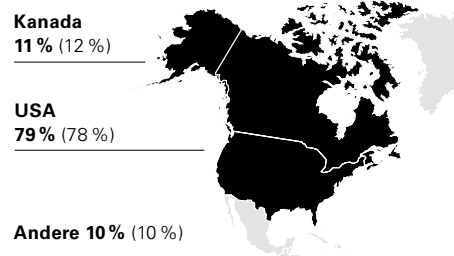 Kanada
11 % (12 %)
USA
79 % (78 %)
Andere 10 % (10 %)